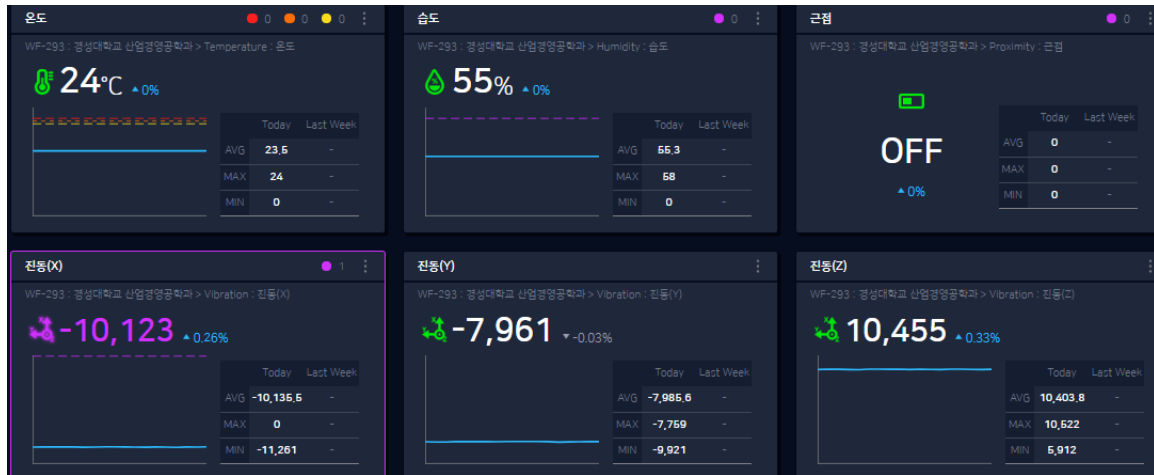 온도 0 0 0
WF-293 : 경성대학교 산업경영공학과 > Temperature : 온도
24℃ ▲ 0%
Today Last Week
AVG 23,5 -
MAX 24 -
MIN 0 -
습도 0
WF-293 : 경성대학교 산업경영공학과 > Humidity : 습도
55% ▲ 0%
Today Last Week
AVG 55,3 -
MAX 58 -
MIN 0 -
근접 0
WF-293 : 경성대학교 산업경영공학과 > Proximity : 근접
OFF
▲ 0%
Today Last Week
AVG 0 -
MAX 0 -
MIN 0 -
진동(X) 1
WF-293 : 경성대학교 산업경영공학과 > Vibration : 진동(X)
-10,123 ▲ 0.26%
Today Last Week
AVG -10,135,5 -
MAX 0 -
MIN -11,261 -
진동(Y)
WF-293 : 경성대학교 산업경영공학과 > Vibration : 진동(Y)
-7,961 ▼ -0.03%
Today Last Week
AVG -7,985,6 -
MAX -7,759 -
MIN -9,921 -
진동(Z)
WF-293 : 경성대학교 산업경영공학과 > Vibration : 진동(Z)
10,455 ▲ 0.33%
Today Last Week
AVG 10,403,8 -
MAX 10,522 -
MIN 5,912 -